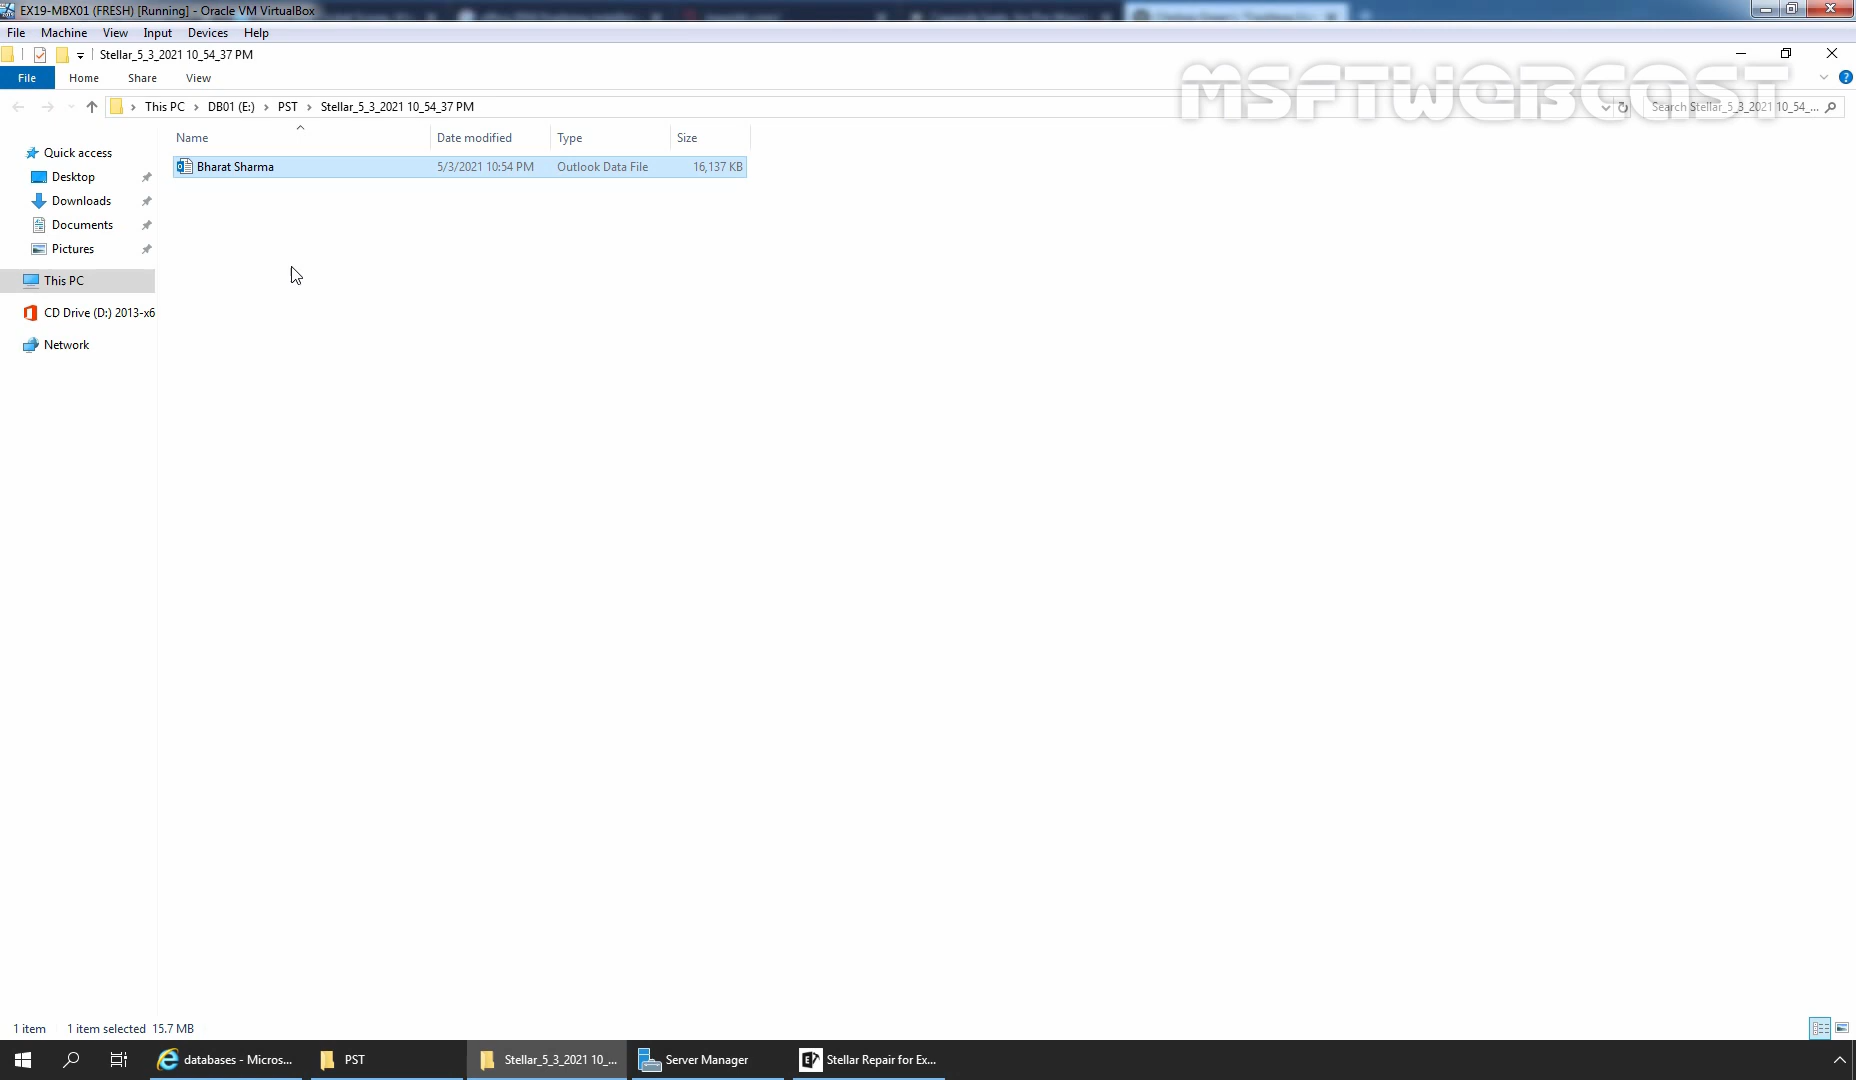 EX19-MBX01 (FRESH) [Running] - Oracle VM VirtualBox
File Machine View Input Devices Help
Stellar_5_3_2021 10_54_37 PM
File Home Share View
MSFTWEBCAST
This PC > DB01 (E:) > PST > Stellar_5_3_2021 10_54_37 PM
Search Stellar_5_3_2021 10_54_...
Name Date modified Type Size
Bharat Sharma 5/3/2021 10:54 PM Outlook Data File 16,137 KB
Quick access
Desktop
Downloads
Documents
Pictures
This PC
CD Drive (D:) 2013-x6
Network
1 item 1 item selected 15.7 MB
databases - Micros... PST Stellar_5_3_2021 10_... Server Manager Stellar Repair for Ex...